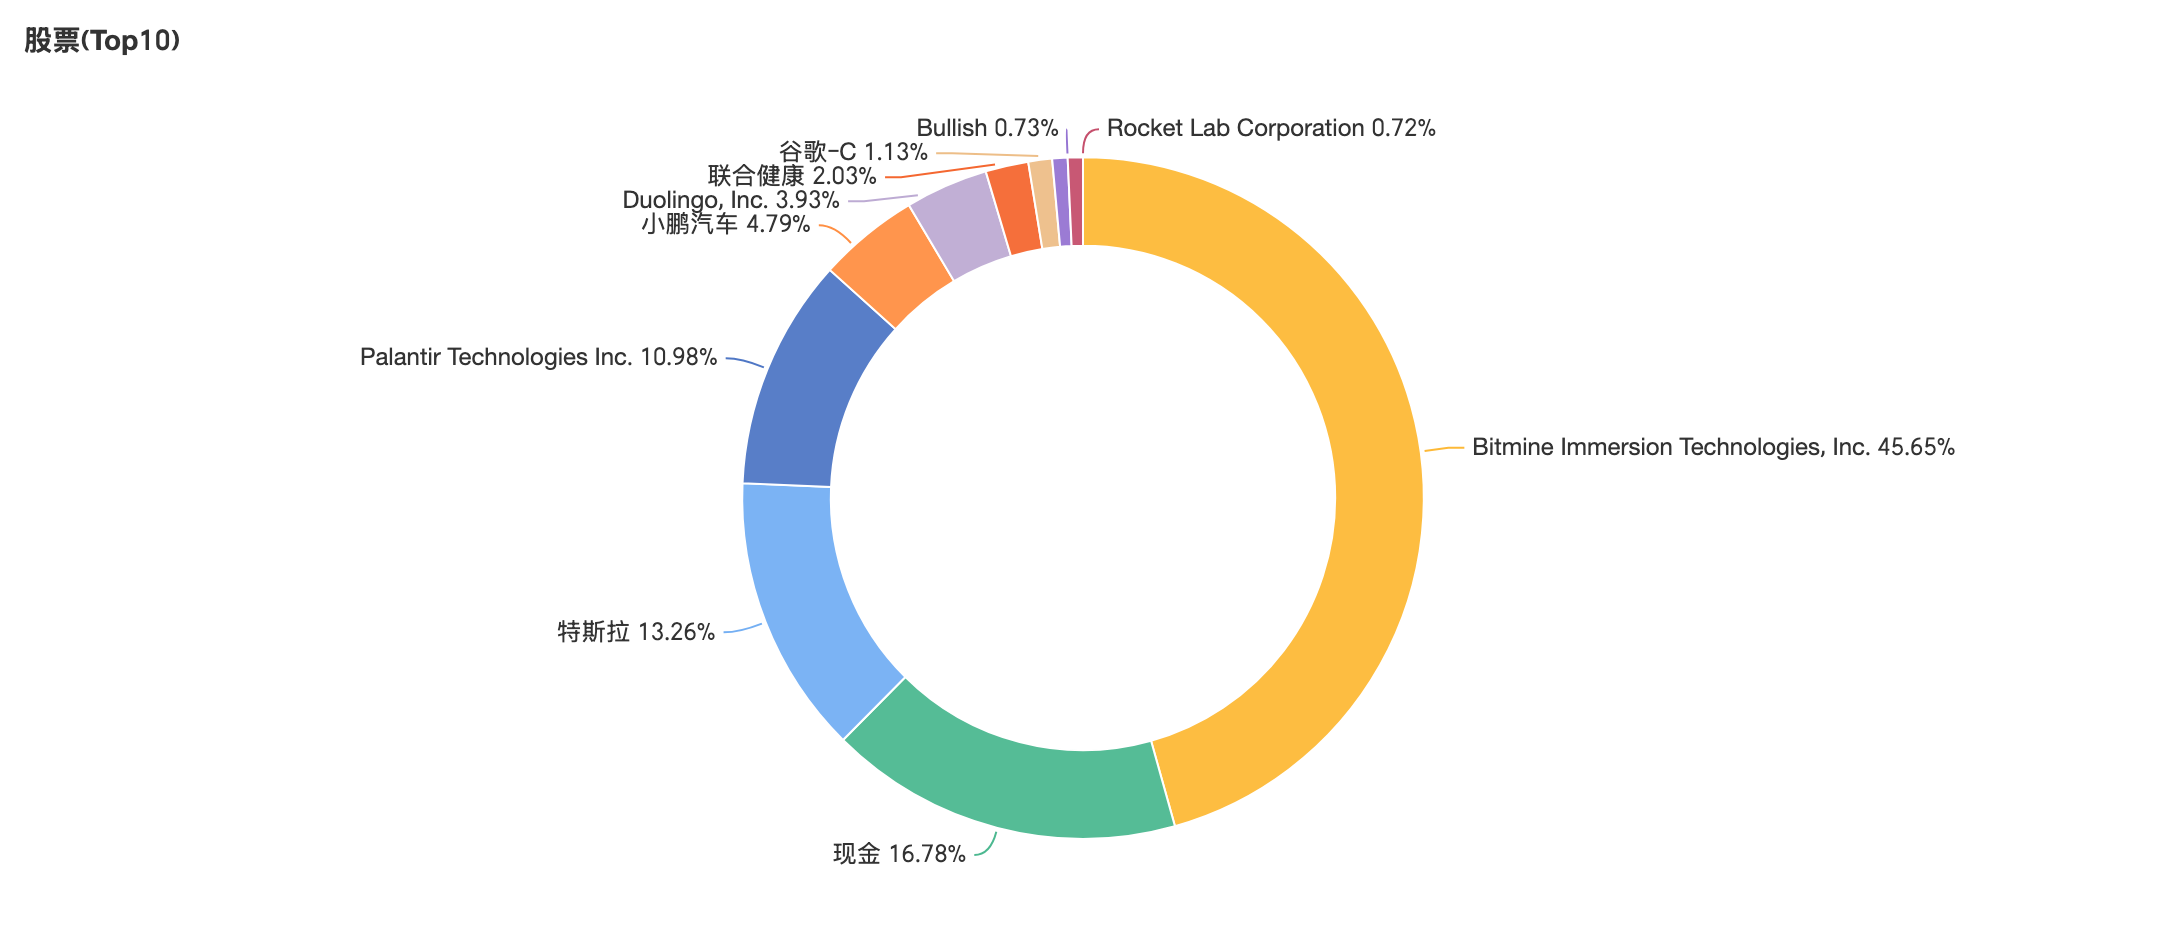 股票(Top10)
Bullish 0.73%
Rocket Lab Corporation 0.72%
谷歌-C 1.13%
联合健康 2.03%
Duolingo, Inc. 3.93%
小鹏汽车 4.79%
Palantir Technologies Inc. 10.98%
Bitmine Immersion Technologies, Inc. 45.65%
特斯拉 13.26%
现金 16.78%